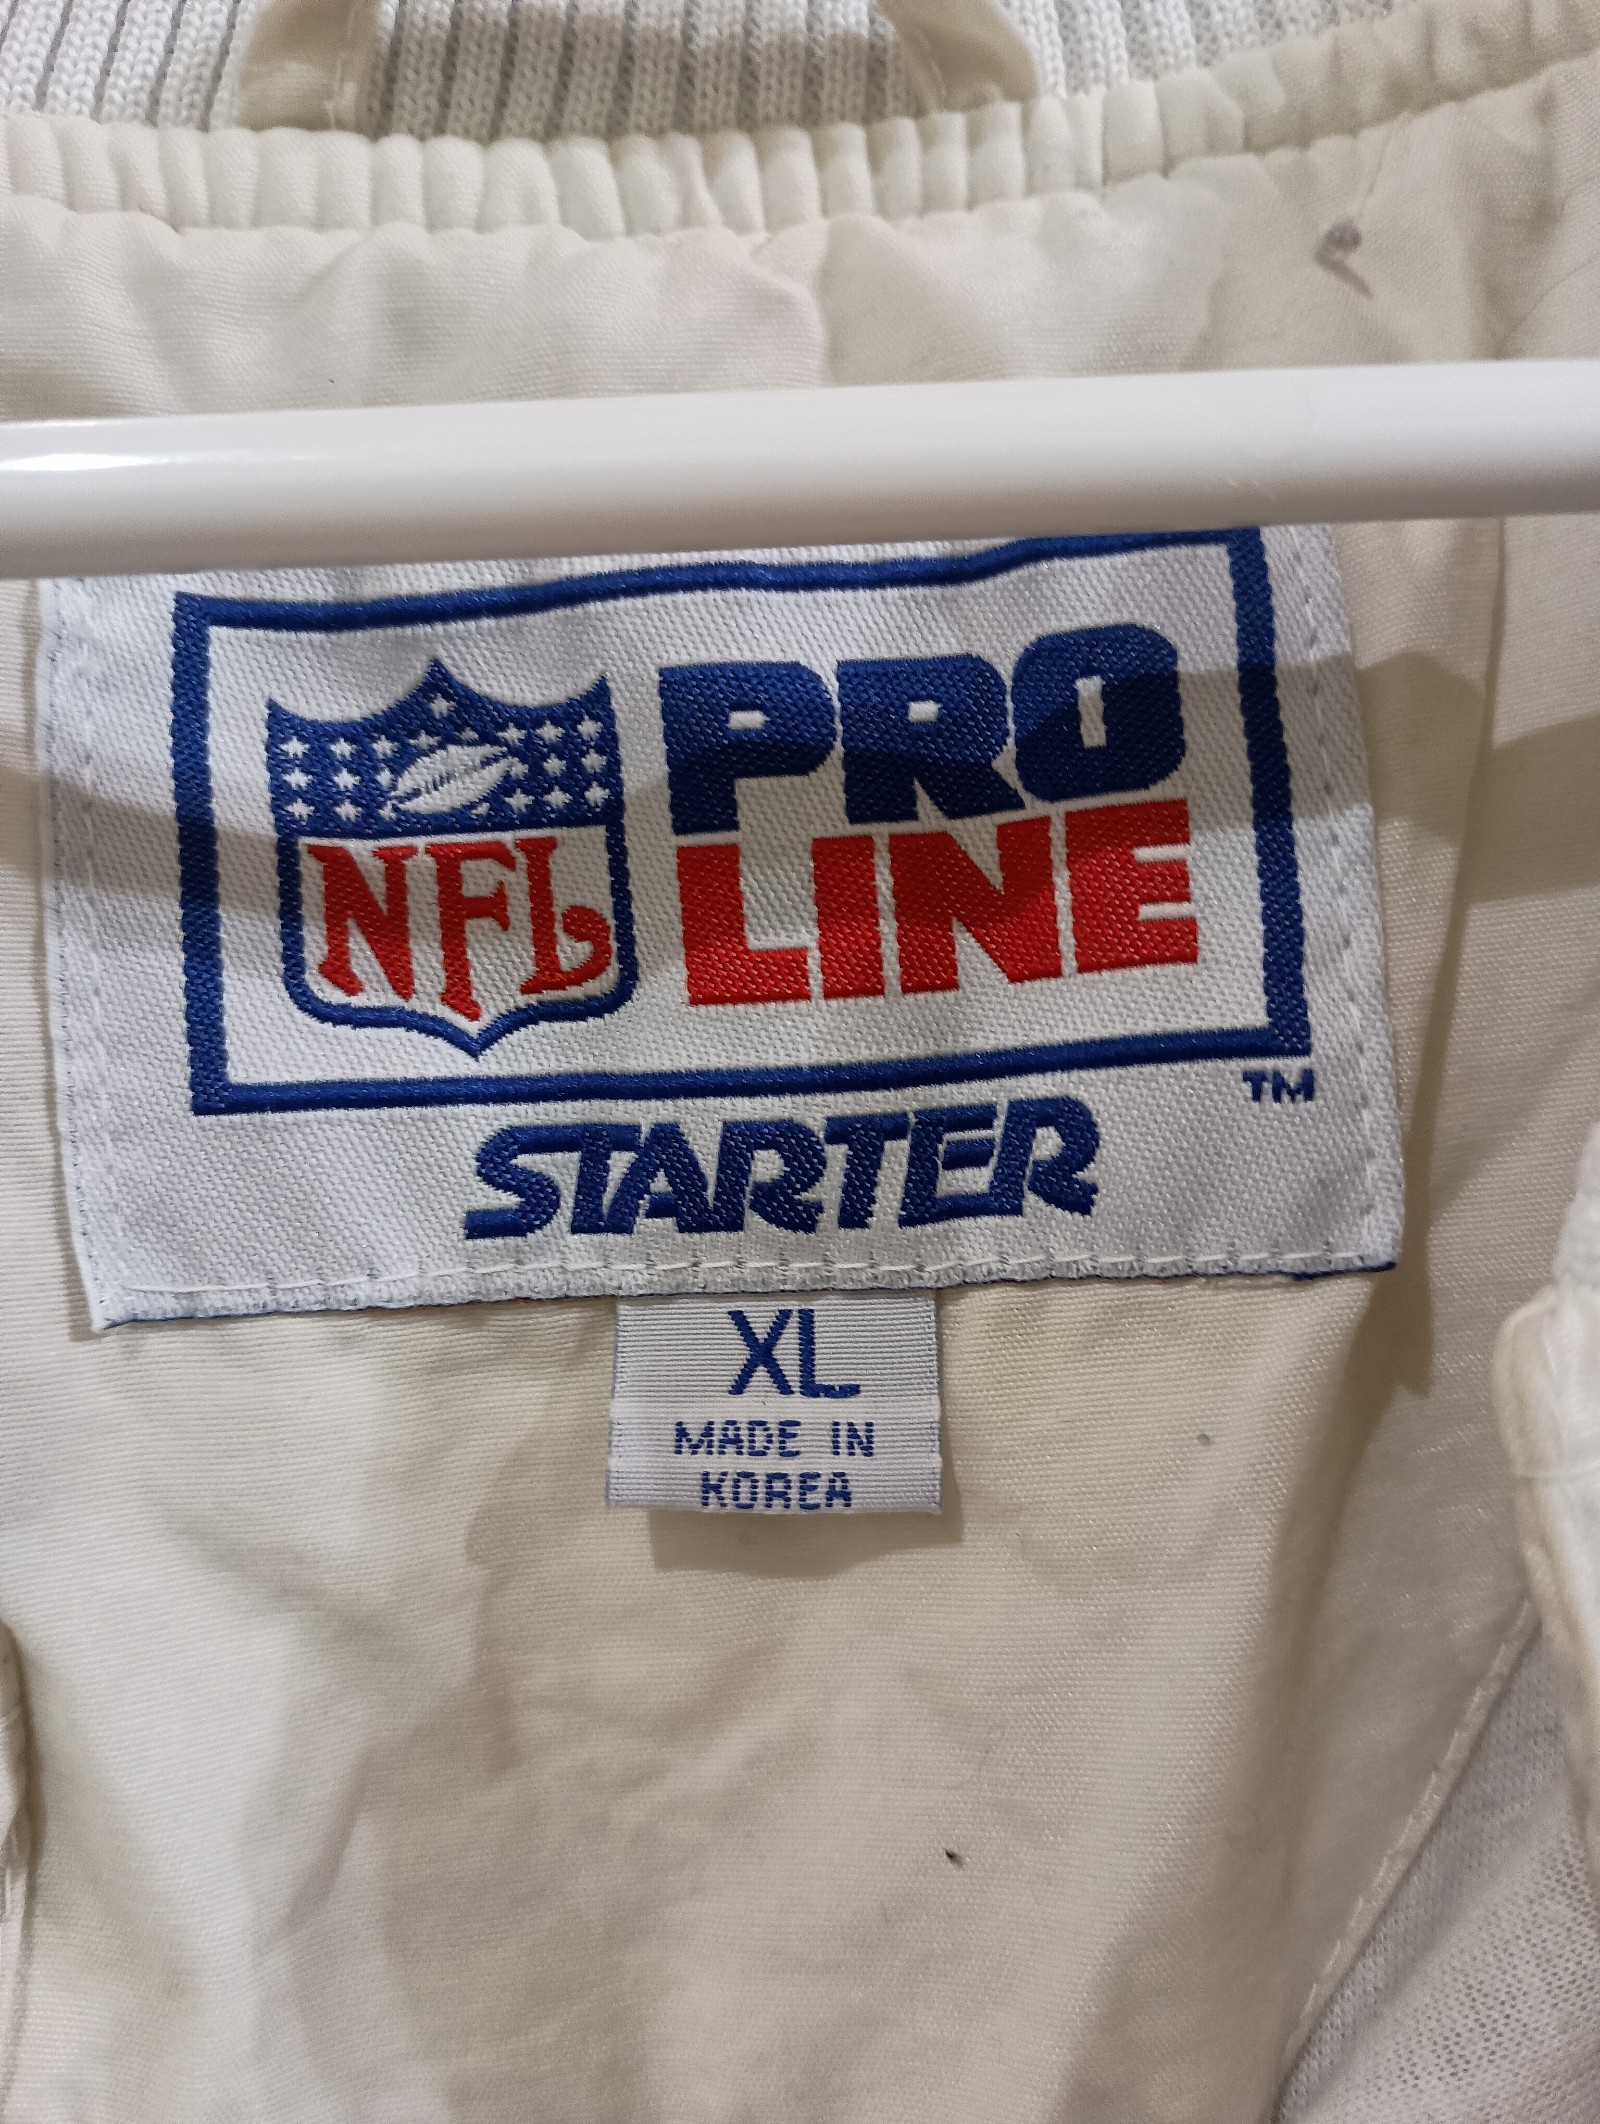 NFL
PRO
LINE
TM
STARTER
XL
MADE IN
KOREA